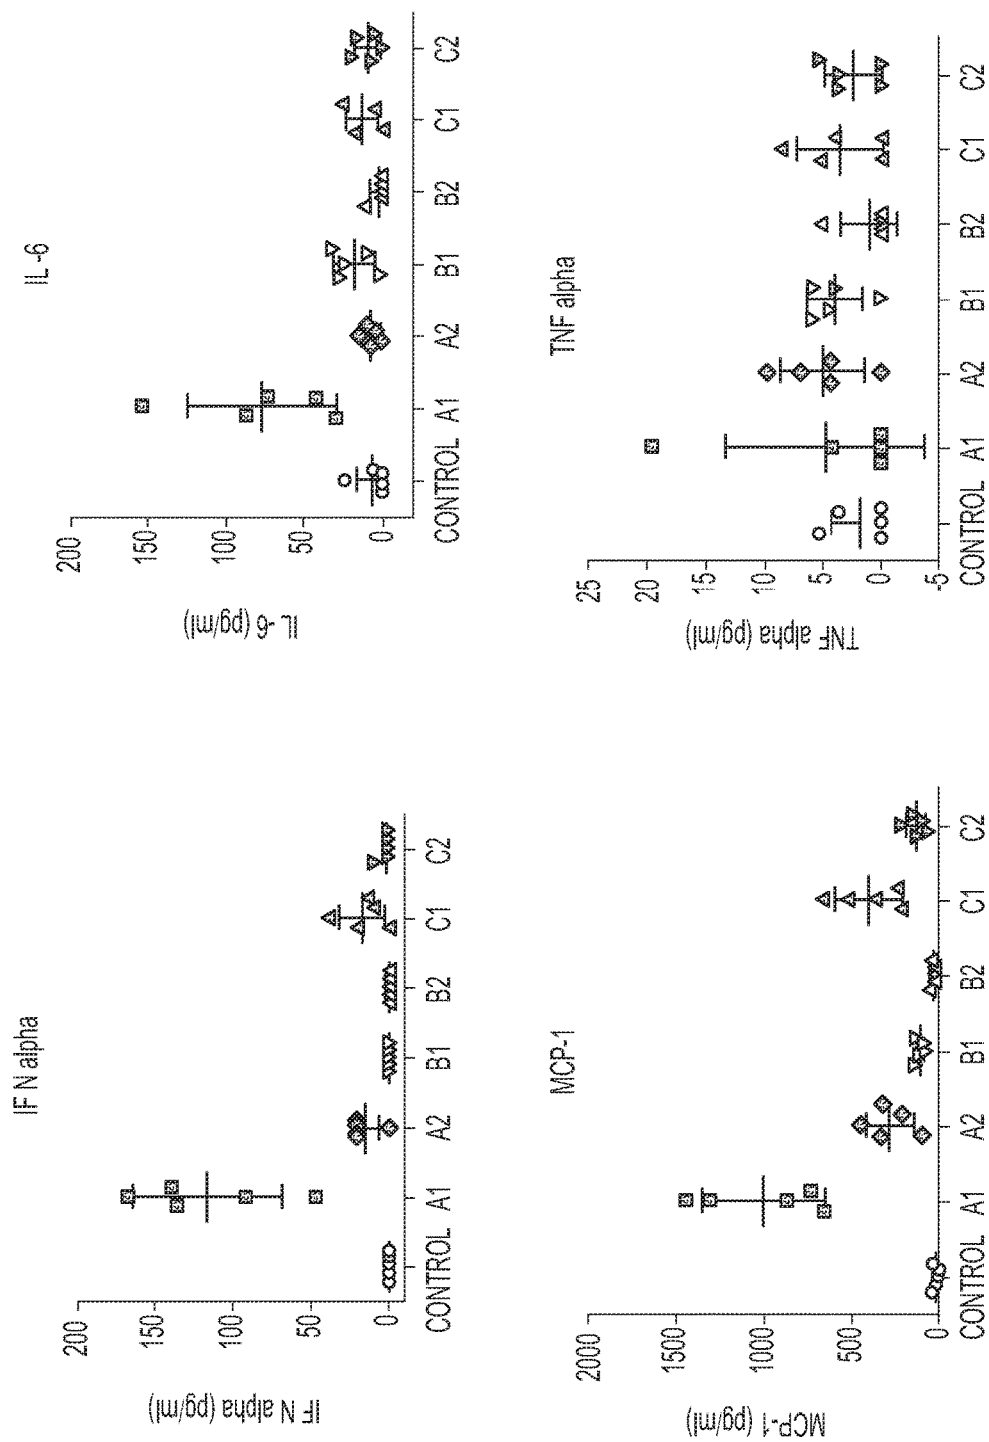 IF N alpha
IF N alpha (pg/ml)
200
150
100
50
0
CONTROL A1 A2 B1 B2 C1 C2
IL-6
IL -6 (pg/ml)
200
150
100
50
0
CONTROL A1 A2 B1 B2 C1 C2
MCP-1
MCP-1 (pg/ml)
2000
1500
1000
500
0
CONTROL A1 A2 B1 B2 C1 C2
TNF alpha
TNF alpha (pg/ml)
25
20
15
10
5
0
-5
CONTROL A1 A2 B1 B2 C1 C2